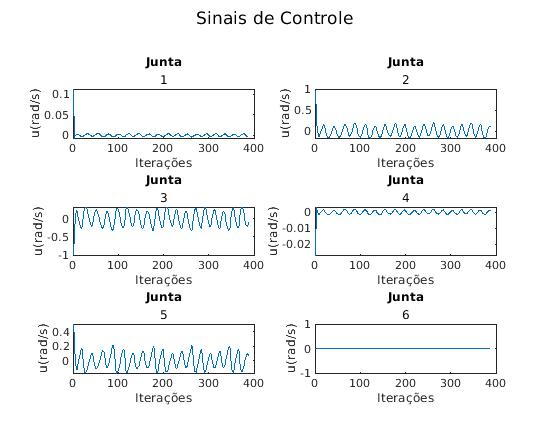 Sinais de Controle
Junta
1
Junta
2
0.1
0.05
0
u(rad/s)
0 100 200 300 400
Iterações
1
0.5
0
u(rad/s)
0 100 200 300 400
Iterações
Junta
3
Junta
4
0
-0.5
-1
u(rad/s)
0 100 200 300 400
Iterações
0
-0.01
-0.02
u(rad/s)
0 100 200 300 400
Iterações
Junta
5
Junta
6
0.4
0.2
0
u(rad/s)
0 100 200 300 400
Iterações
1
0
-1
u(rad/s)
0 100 200 300 400
Iterações